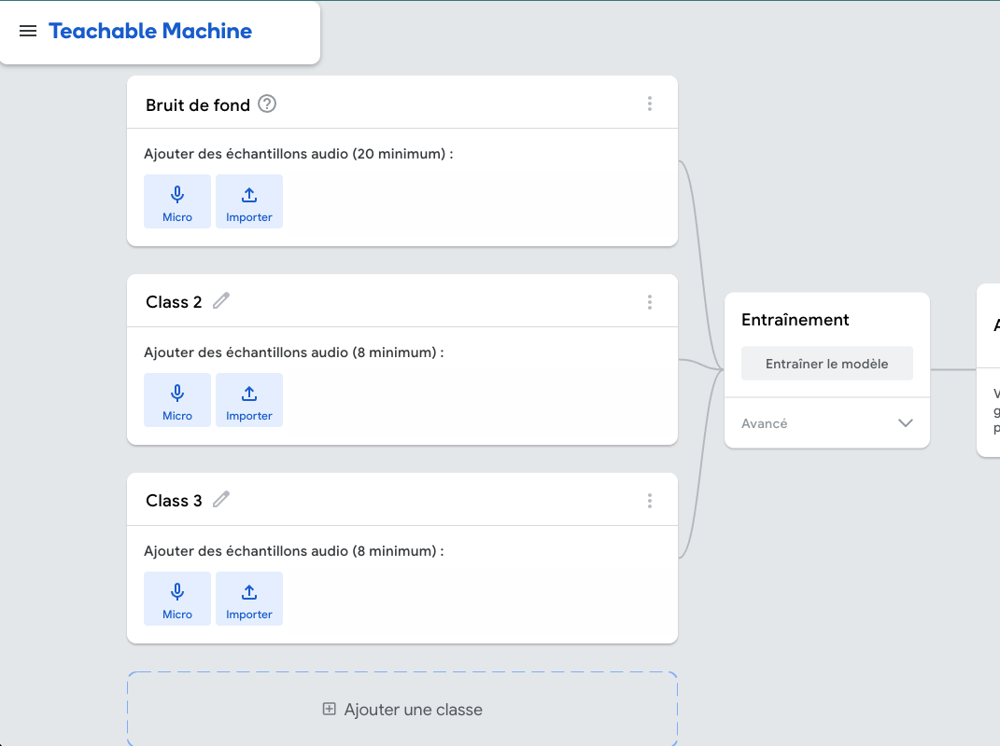 Teachable Machine
Bruit de fond
Ajouter des échantillons audio (20 minimum) :
Micro
Importer
Class 2
Ajouter des échantillons audio (8 minimum) :
Micro
Importer
Class 3
Ajouter des échantillons audio (8 minimum) :
Micro
Importer
Ajouter une classe
Entraînement
Entraîner le modèle
Avancé